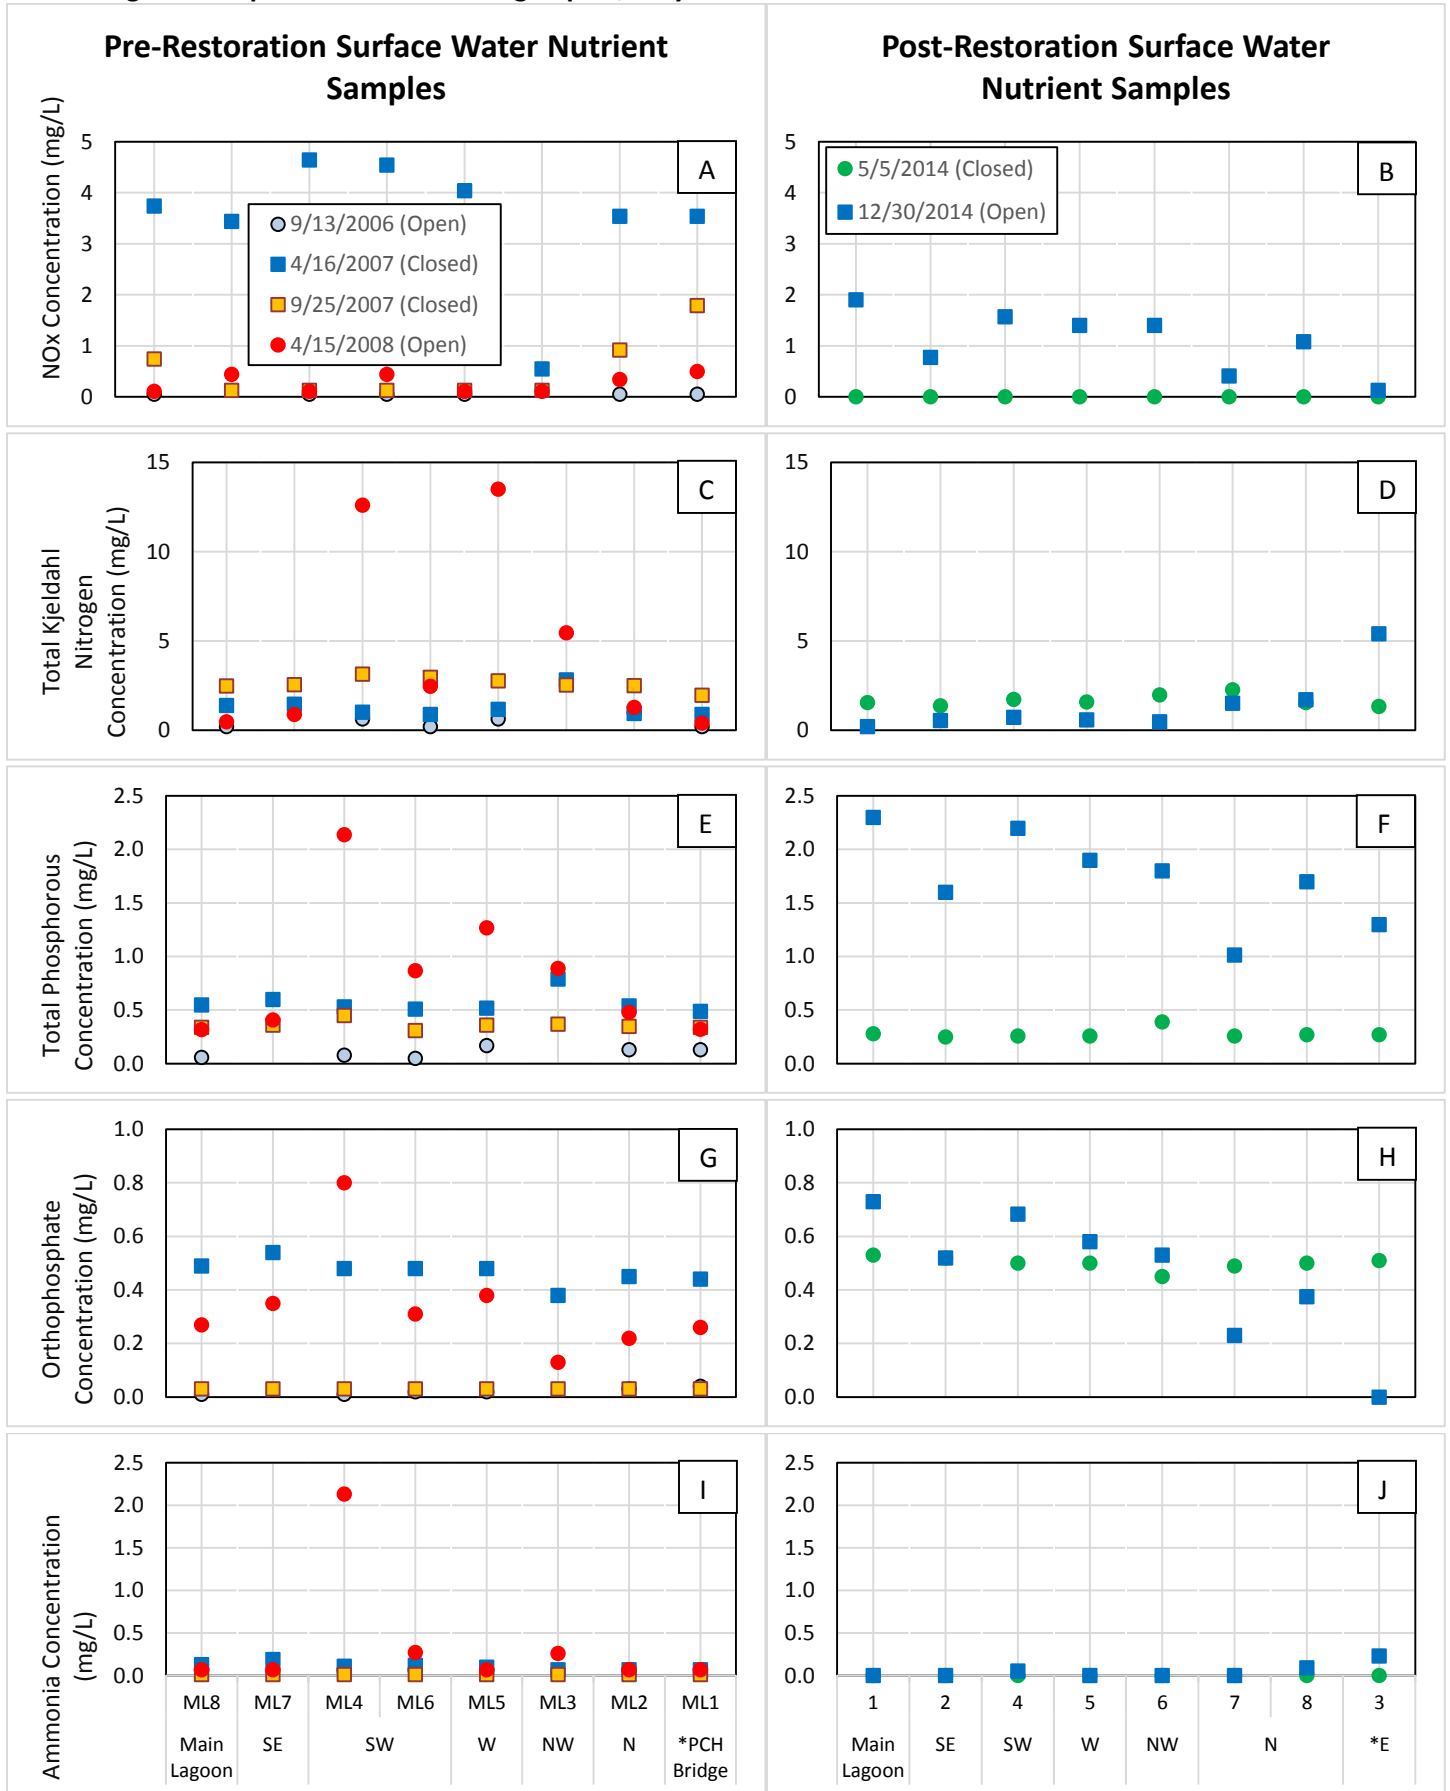 Pre-Restoration Surface Water Nutrient
Samples
Post-Restoration Surface Water
Nutrient Samples
NOx Concentration (mg/L)
5
4
3
2
1
0
A
9/13/2006 (Open)
4/16/2007 (Closed)
9/25/2007 (Closed)
4/15/2008 (Open)
5
4
3
2
1
0
B
5/5/2014 (Closed)
12/30/2014 (Open)
Total Kjeldahl
Nitrogen
Concentration (mg/L)
15
10
5
0
C
15
10
5
0
D
Total Phosphorous
Concentration (mg/L)
2.5
2.0
1.5
1.0
0.5
0.0
E
2.5
2.0
1.5
1.0
0.5
0.0
F
Orthophosphate
Concentration (mg/L)
1.0
0.8
0.6
0.4
0.2
0.0
G
1.0
0.8
0.6
0.4
0.2
0.0
H
Ammonia Concentration
(mg/L)
2.5
2.0
1.5
1.0
0.5
0.0
I
ML8 ML7 ML4 ML6 ML5 ML3 ML2 ML1
Main Lagoon SE SW W NW N *PCH Bridge
2.5
2.0
1.5
1.0
0.5
0.0
J
1 2 4 5 6 7 8 3
Main Lagoon SE SW W NW N *E